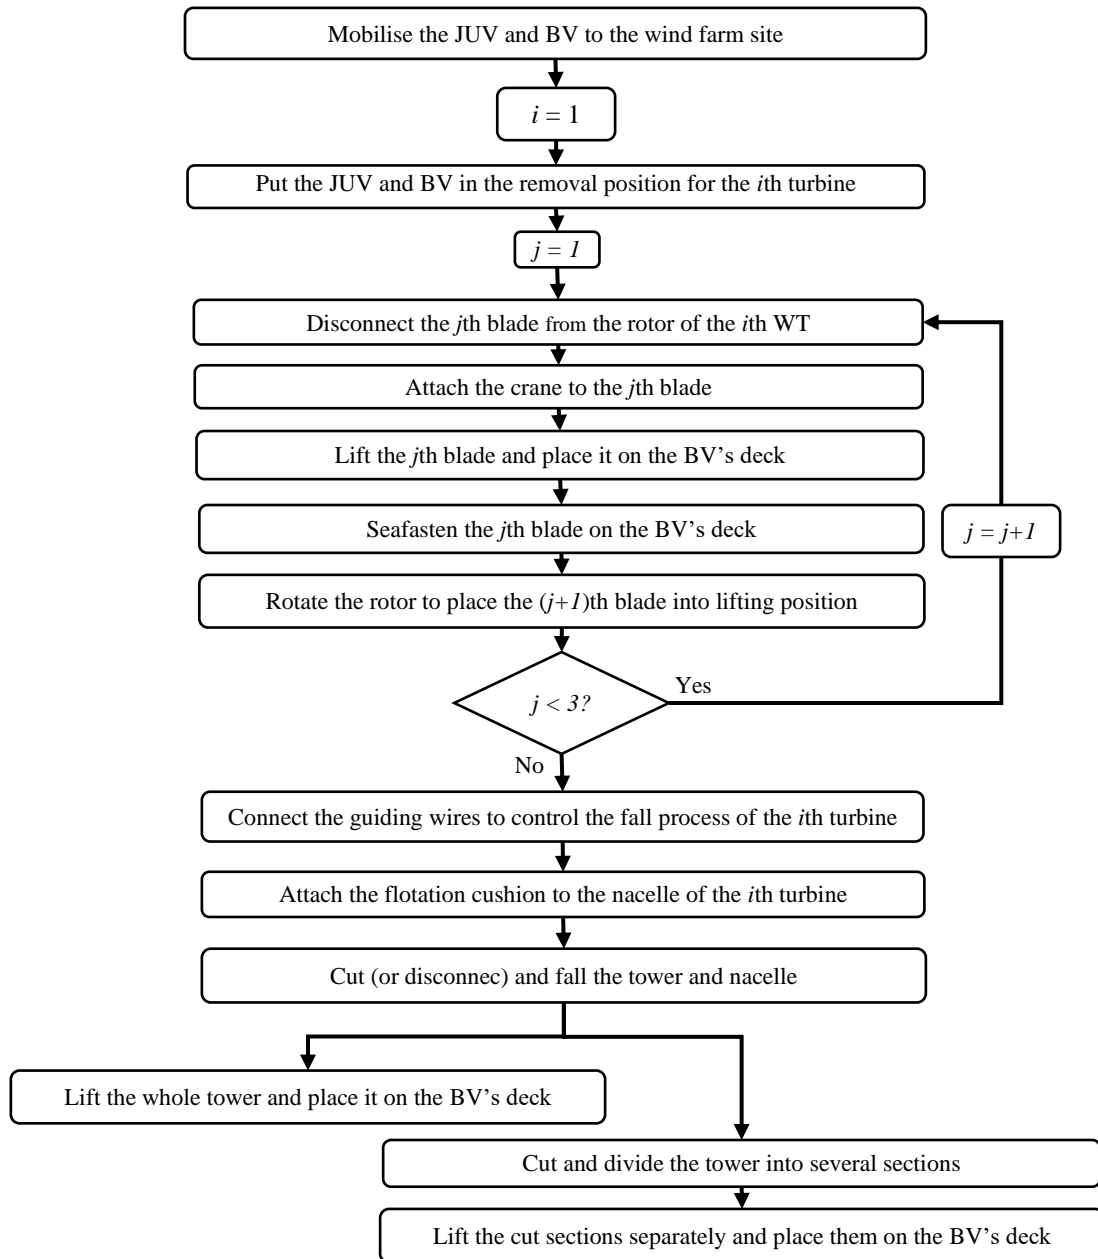 Mobilise the JUV and BV to the wind farm site
i = 1
Put the JUV and BV in the removal position for the ith turbine
j = 1
Disconnect the jth blade from the rotor of the ith WT
Attach the crane to the jth blade
Lift the jth blade and place it on the BV’s deck
Seafasten the jth blade on the BV’s deck
j = j+1
Rotate the rotor to place the (j+1)th blade into lifting position
j < 3?
Yes
No
Connect the guiding wires to control the fall process of the ith turbine
Attach the flotation cushion to the nacelle of the ith turbine
Cut (or disconnec) and fall the tower and nacelle
Lift the whole tower and place it on the BV’s deck
Cut and divide the tower into several sections
Lift the cut sections separately and place them on the BV’s deck